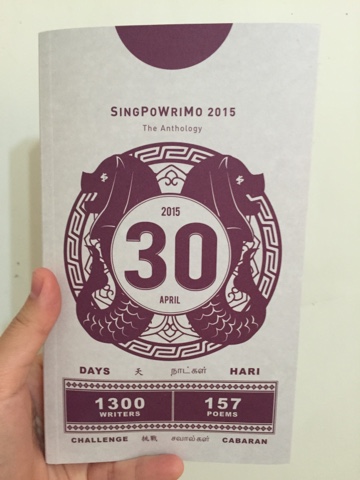 SINGPOWRIMO 2015
The Anthology
2015
30
APRIL
DAYS 天 நாட்கள் HARI
1300 157
WRITERS POEMS
CHALLENGE 挑戰 சவால்கள் CABARAN